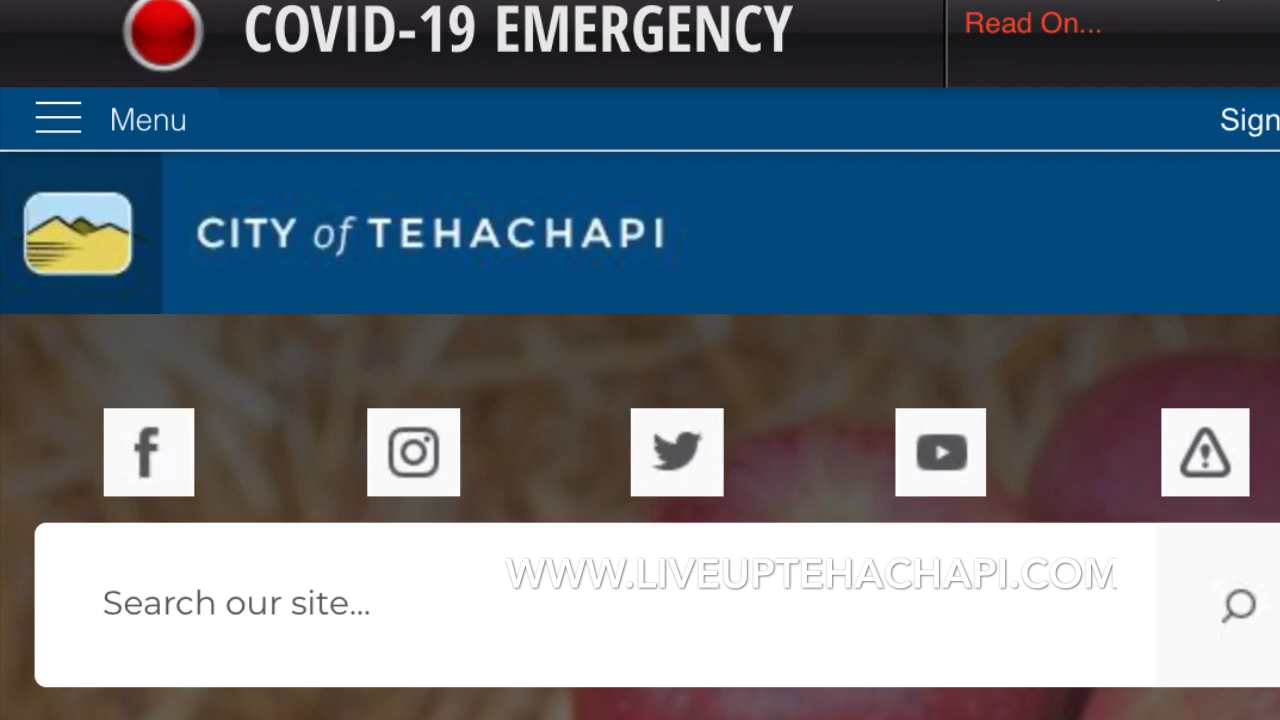 COVID-19 EMERGENCY
Read On...
Menu
Sign
CITY of TEHACHAPI
WWW.LIVEUPTEHACHAPI.COM
Search our site...